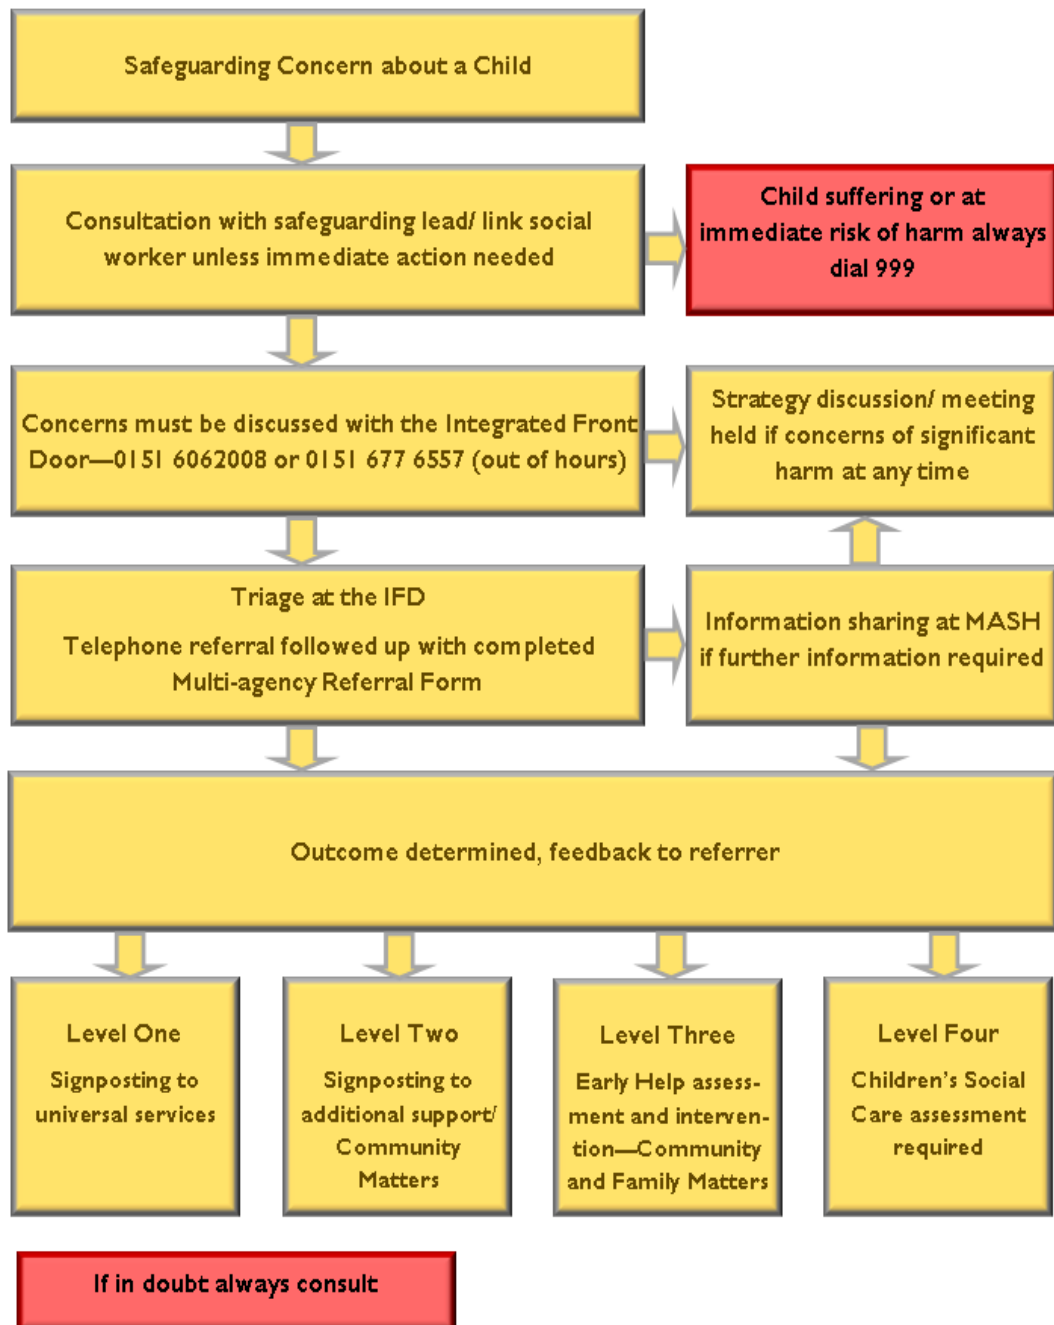 Safeguarding Concern about a Child
Consultation with safeguarding lead/ link social
worker unless immediate action needed
Child suffering or at
immediate risk of harm always
dial 999
Concerns must be discussed with the Integrated Front
Door—0151 6062008 or 0151 677 6557 (out of hours)
Strategy discussion/ meeting
held if concerns of significant
harm at any time
Triage at the IFD
Telephone referral followed up with completed
Multi-agency Referral Form
Information sharing at MASH
if further information required
Outcome determined, feedback to referrer
Level One
Signposting to
universal services
Level Two
Signposting to
additional support/
Community
Matters
Level Three
Early Help assess-
ment and interven-
tion—Community
and Family Matters
Level Four
Children's Social
Care assessment
required
If in doubt always consult